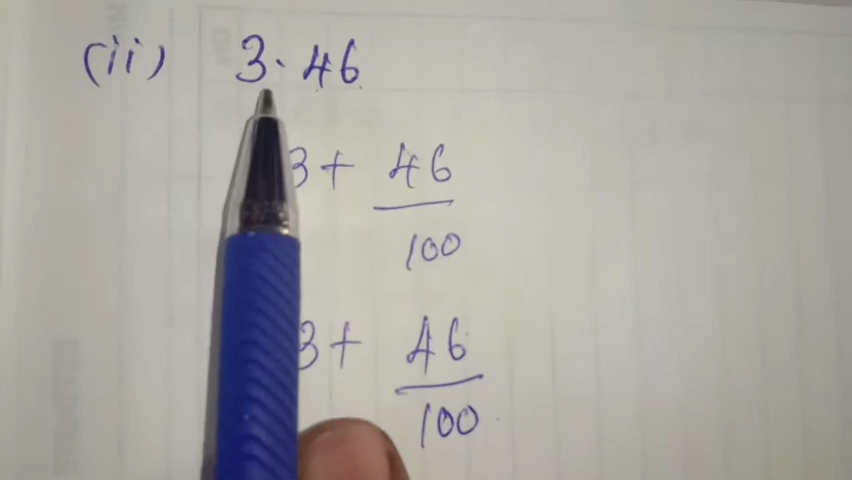 (ii) 3.46
3 + 46
100
3 + 46
100